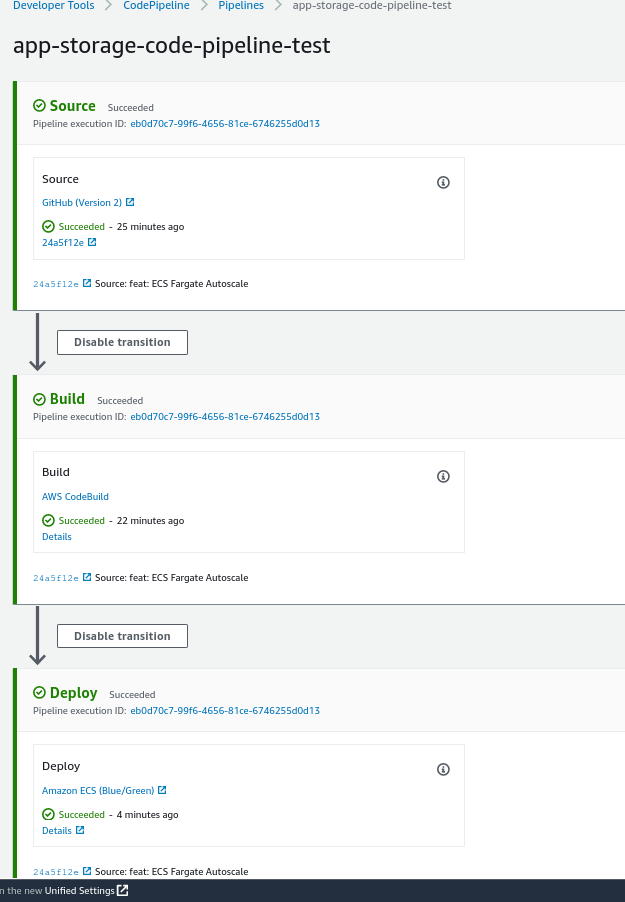 Developer Tools > CodePipeline > Pipelines > app-storage-code-pipeline-test
app-storage-code-pipeline-test
Source Succeeded
Pipeline execution ID: eb0d70c7-99f6-4656-81ce-6746255d0d13
Source
GitHub (Version 2)
Succeeded - 25 minutes ago
24a5f12e
24a5f12e Source: feat: ECS Fargate Autoscale
Disable transition
Build Succeeded
Pipeline execution ID: eb0d70c7-99f6-4656-81ce-6746255d0d13
Build
AWS CodeBuild
Succeeded - 22 minutes ago
Details
24a5f12e Source: feat: ECS Fargate Autoscale
Disable transition
Deploy Succeeded
Pipeline execution ID: eb0d70c7-99f6-4656-81ce-6746255d0d13
Deploy
Amazon ECS (Blue/Green)
Succeeded - 4 minutes ago
Details
24a5f12e Source: feat: ECS Fargate Autoscale
n the new Unified Settings